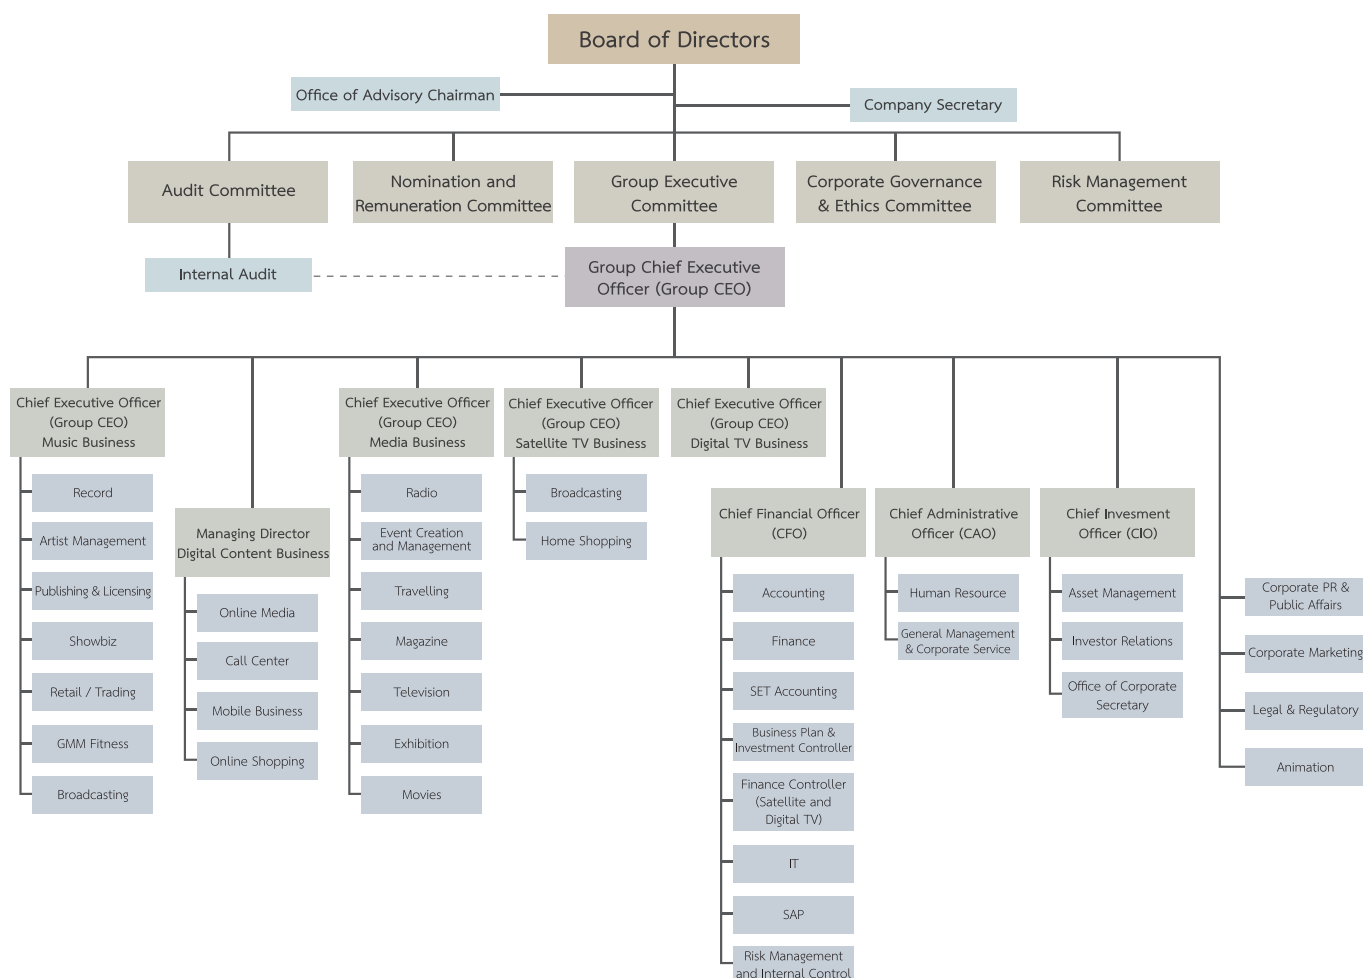 Board of Directors
Office of Advisory Chairman
Company Secretary
Audit Committee
Nomination and
Remuneration Committee
Group Executive
Committee
Corporate Governance
& Ethics Committee
Risk Management
Committee
Internal Audit
Group Chief Executive
Officer (Group CEO)
Chief Executive Officer
(Group CEO)
Music Business
Record
Artist Management
Publishing & Licensing
Showbiz
Retail / Trading
GMM Fitness
Broadcasting
Managing Director
Digital Content Business
Online Media
Call Center
Mobile Business
Online Shopping
Chief Executive Officer
(Group CEO)
Media Business
Radio
Event Creation
and Management
Travelling
Magazine
Television
Exhibition
Movies
Chief Executive Officer
(Group CEO)
Satellite TV Business
Broadcasting
Home Shopping
Chief Executive Officer
(Group CEO)
Digital TV Business
Chief Financial Officer
(CFO)
Accounting
Finance
SET Accounting
Business Plan &
Investment Controller
Finance Controller
(Satellite and
Digital TV)
IT
SAP
Risk Management
and Internal Control
Chief Administrative
Officer (CAO)
Human Resource
General Management
& Corporate Service
Chief Invesment
Officer (CIO)
Asset Management
Investor Relations
Office of Corporate
Secretary
Corporate PR &
Public Affairs
Corporate Marketing
Legal & Regulatory
Animation